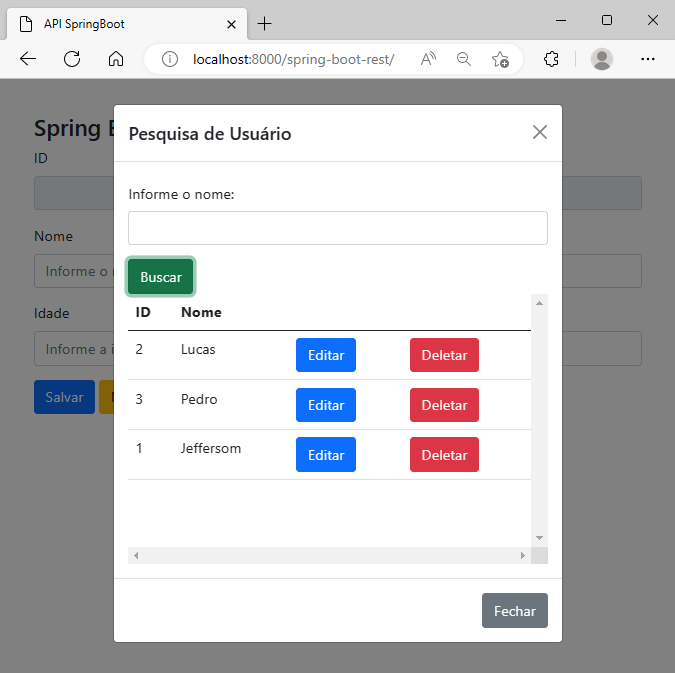 API SpringBoot
localhost:8000/spring-boot-rest/
Spring
Pesquisa de Usuário
ID
Informe o nome:
Nome
Informe o
Buscar
ID Nome
Idade
2 Lucas Editar Deletar
Informe a
Salvar
3 Pedro Editar Deletar
1 Jeffersom Editar Deletar
Fechar